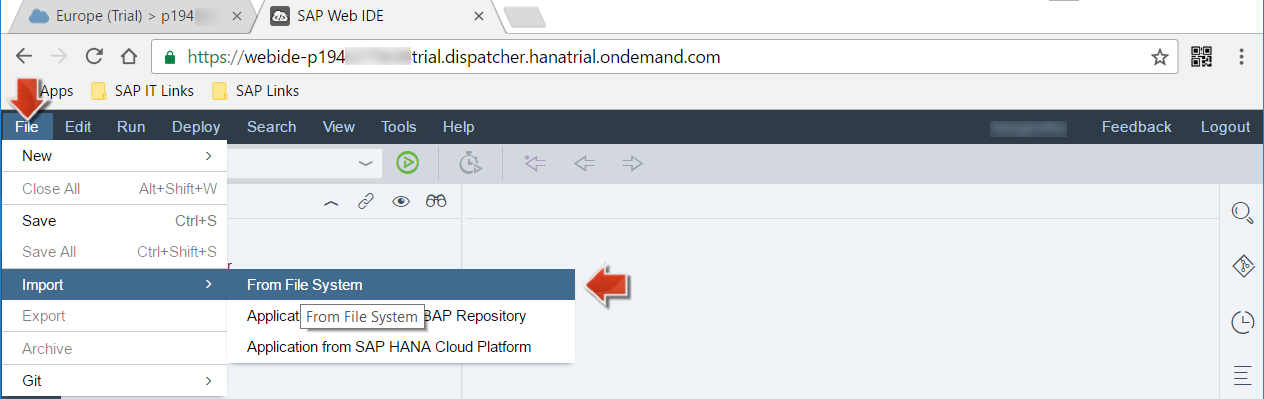 Europe (Trial) > p194
SAP Web IDE
https://webide-p194 trial.dispatcher.hanatrial.ondemand.com
Apps SAP IT Links SAP Links
File Edit Run Deploy Search View Tools Help Feedback Logout
New
Close All Alt+Shift+W
Save Ctrl+S
Save All Ctrl+Shift+S
Import From File System
Export From File System BAP Repository
Archive Application from SAP HANA Cloud Platform
Git